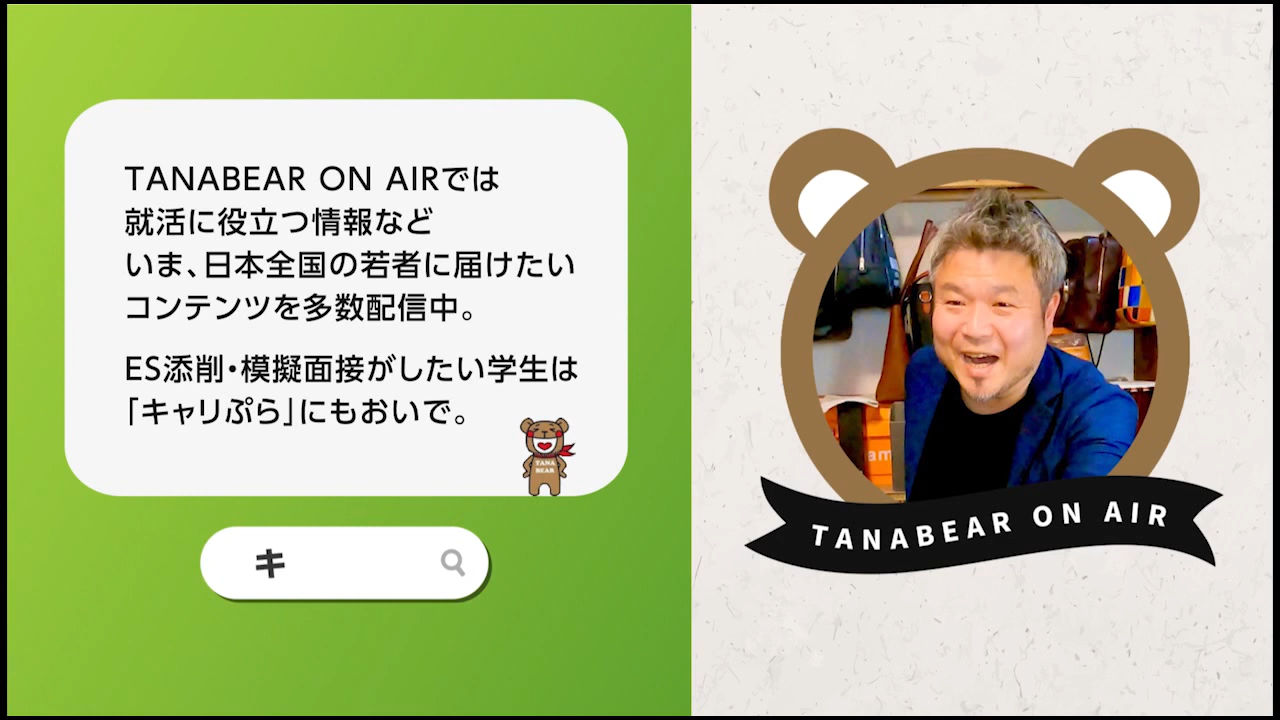 TANABEAR ON AIRでは
就活に役立つ情報など
いま、日本全国の若者に届けたい
コンテンツを多数配信中。
ES添削・模擬面接がしたい学生は
「キャリぷら」にもおいで。
TANA
BEAR
キ
am
TANABEAR ON AIR